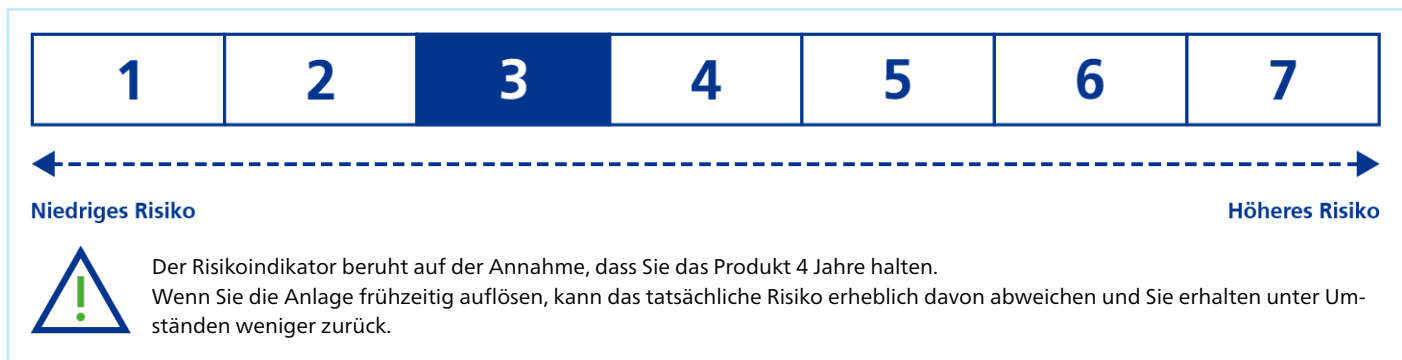 1 2 3 4 5 6 7
Niedriges Risiko Höheres Risiko
Der Risikoindikator beruht auf der Annahme, dass Sie das Produkt 4 Jahre halten.
Wenn Sie die Anlage frühzeitig auflösen, kann das tatsächliche Risiko erheblich davon abweichen und Sie erhalten unter Um-
ständen weniger zurück.